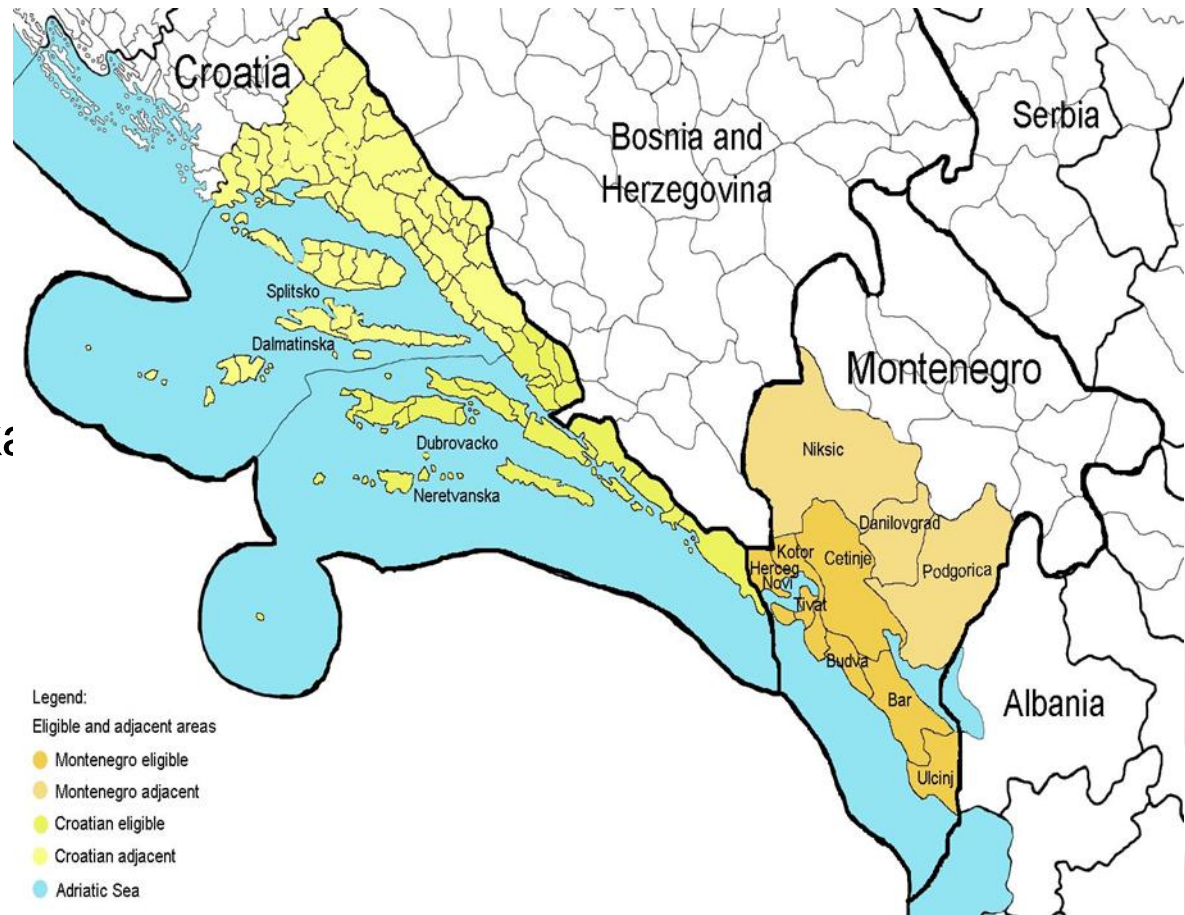 Croatia
Bosnia and
Herzegovina
Serbia
Splitsko
Dalmatinska
Montenegro
Dubrovacko
Neretvanska
Niksic
Danilovgrad
Kotor
Cetinje
Herceg
Novi
Podgorica
Tivat
Budva
Bar
Albania
Ulcinj
Legend:
Eligible and adjacent areas
Montenegro eligible
Montenegro adjacent
Croatian eligible
Croatian adjacent
Adriatic Sea